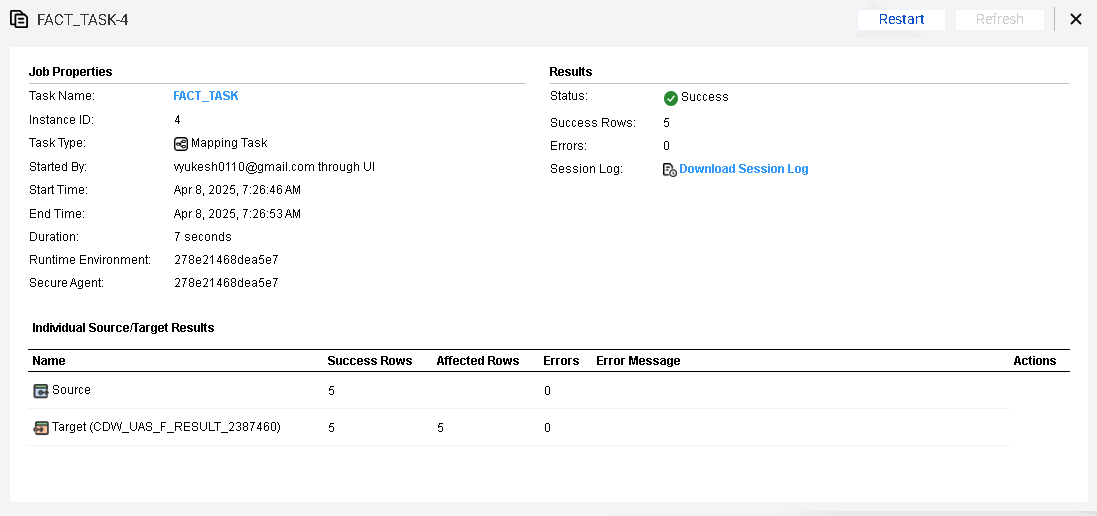 FACT_TASK-4
Restart
Refresh
Job Properties
Task Name: FACT_TASK
Instance ID: 4
Task Type: Mapping Task
Started By: vyukesh0110@gmail.com through UI
Start Time: Apr 8, 2025, 7:26:46 AM
End Time: Apr 8, 2025, 7:26:53 AM
Duration: 7 seconds
Runtime Environment: 278e21468dea5e7
Secure Agent: 278e21468dea5e7
Results
Status: Success
Success Rows: 5
Errors: 0
Session Log: Download Session Log
Individual Source/Target Results
Name Success Rows Affected Rows Errors Error Message Actions
Source 5 0
Target (CDW_UAS_F_RESULT_2387460) 5 5 0